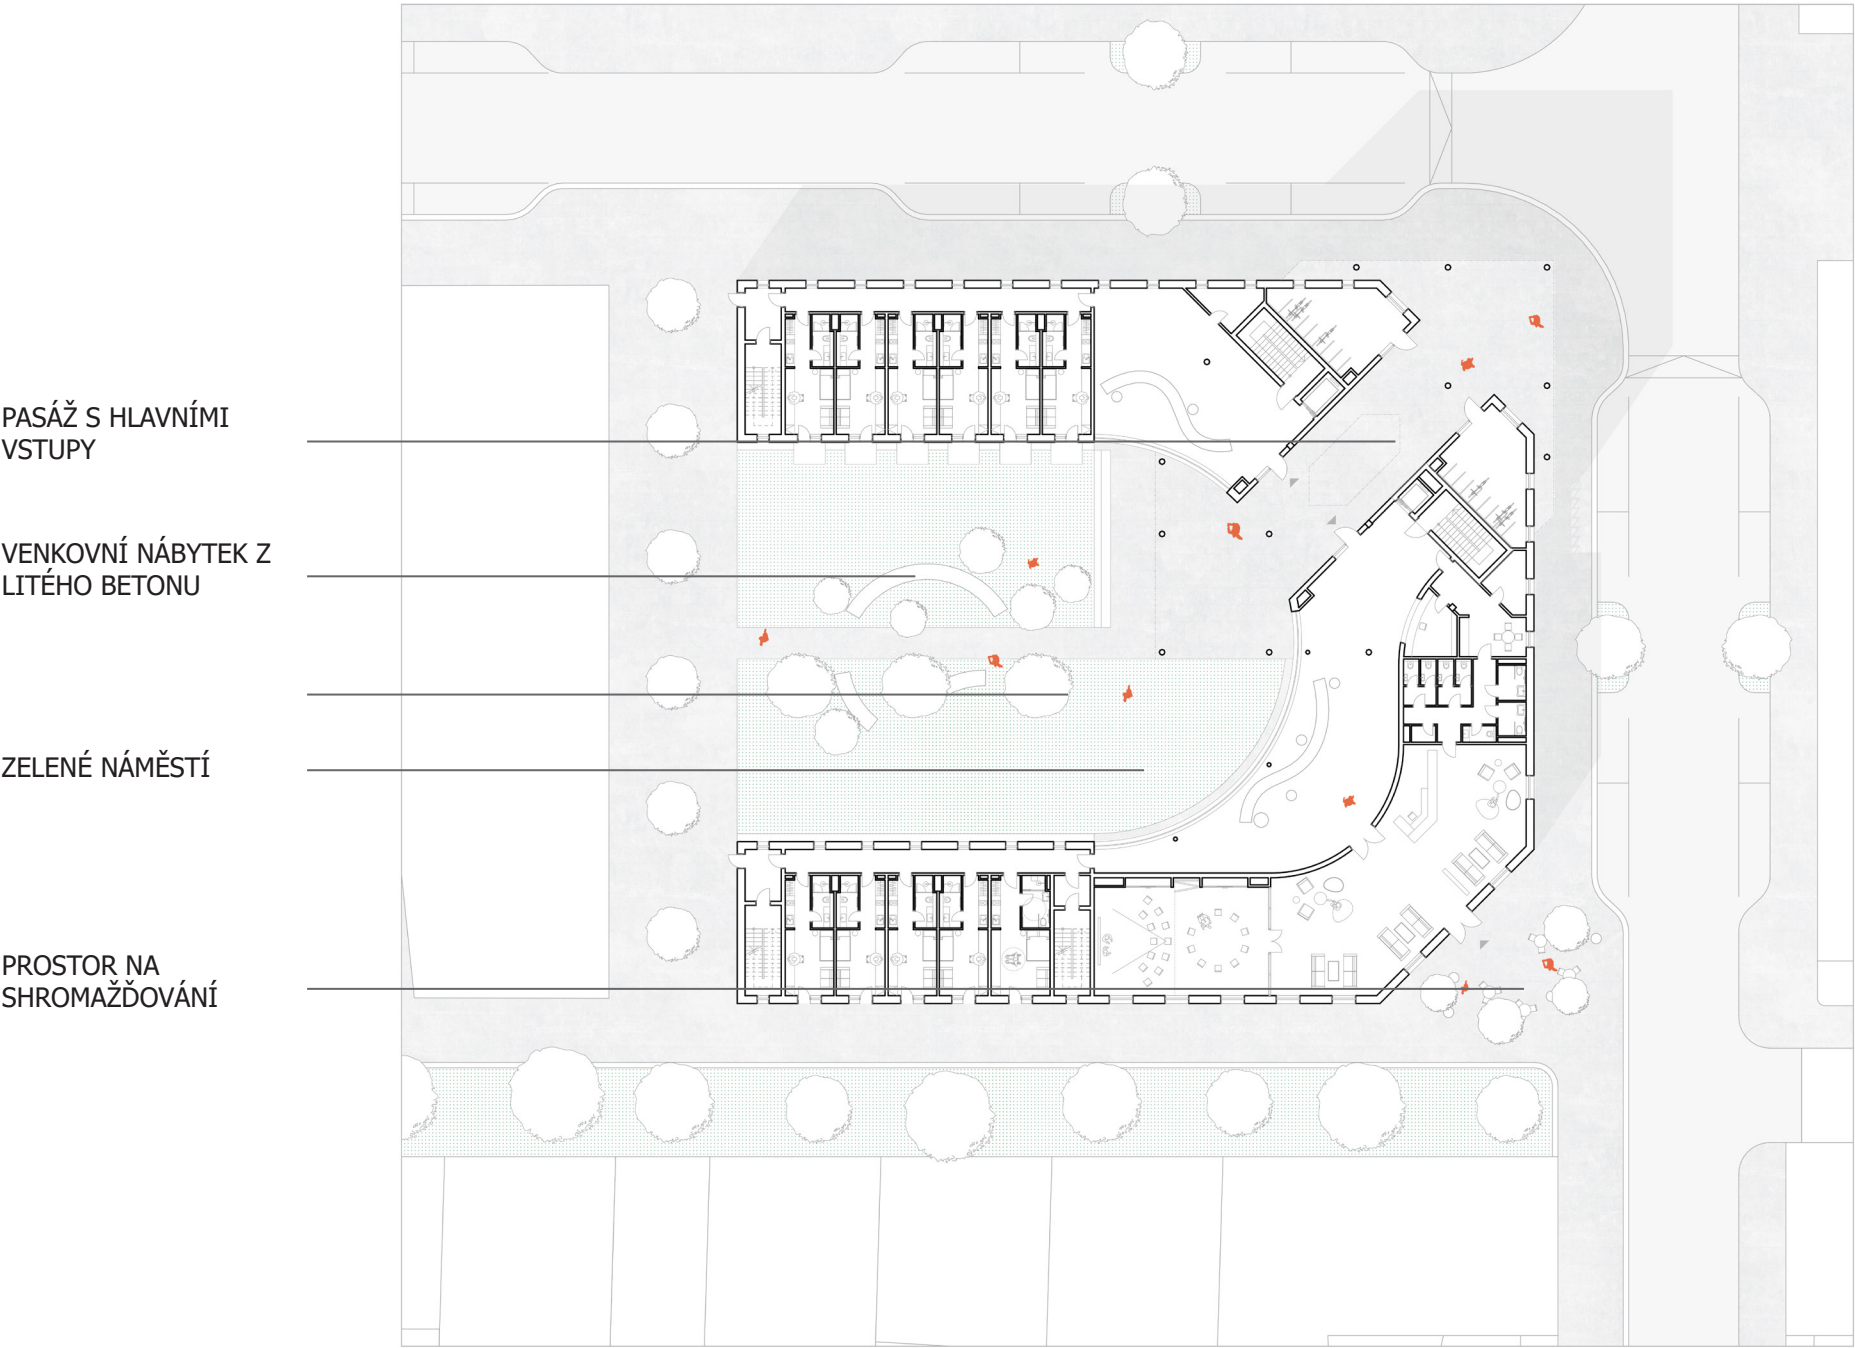 PASÁŽ S HLAVNÍMI
VSTUPY
VENKOVNÍ NÁBYTEK Z
LITÉHO BETONU
ZELENÉ NÁMĚSTÍ
PROSTOR NA
SHROMAŽĎOVÁNÍ